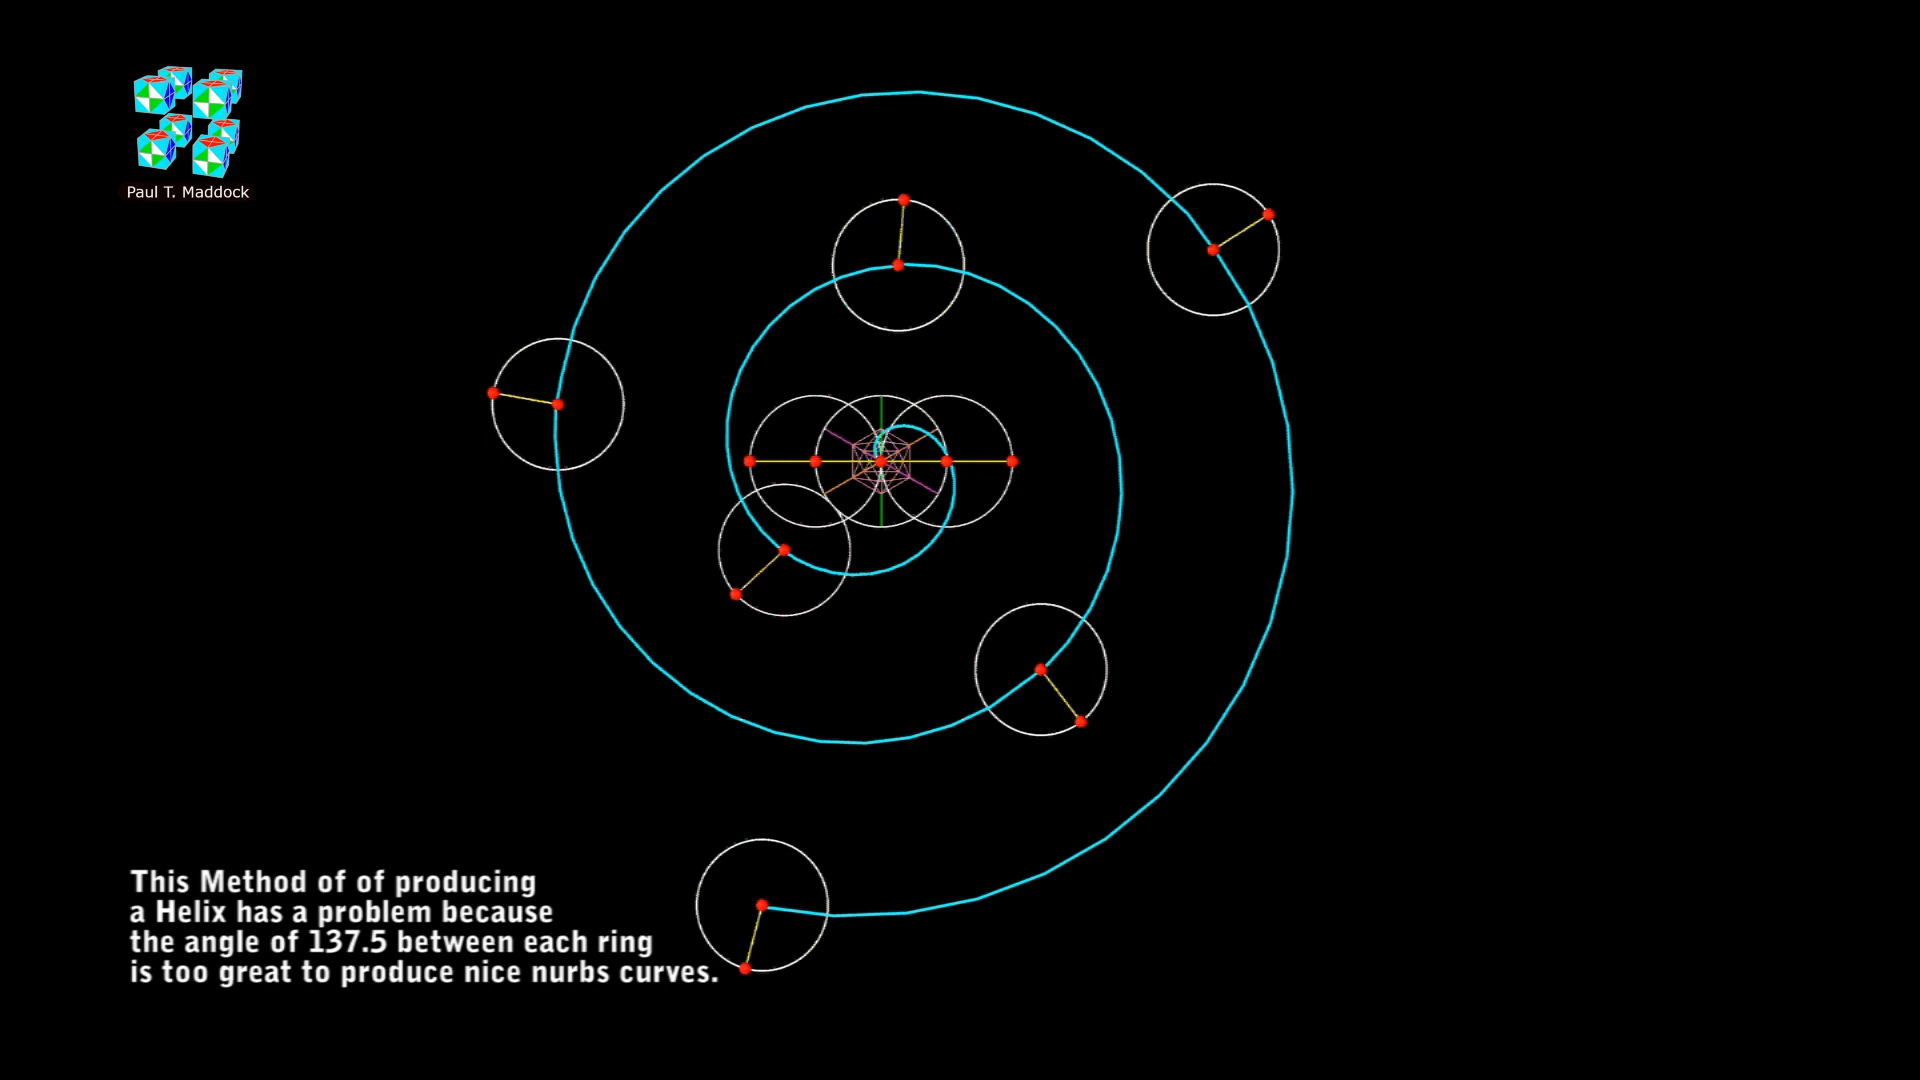 Paul T. Maddock
This Method of of producing
a Helix has a problem because
the angle of 137.5 between each ring
is too great to produce nice nurbs curves.